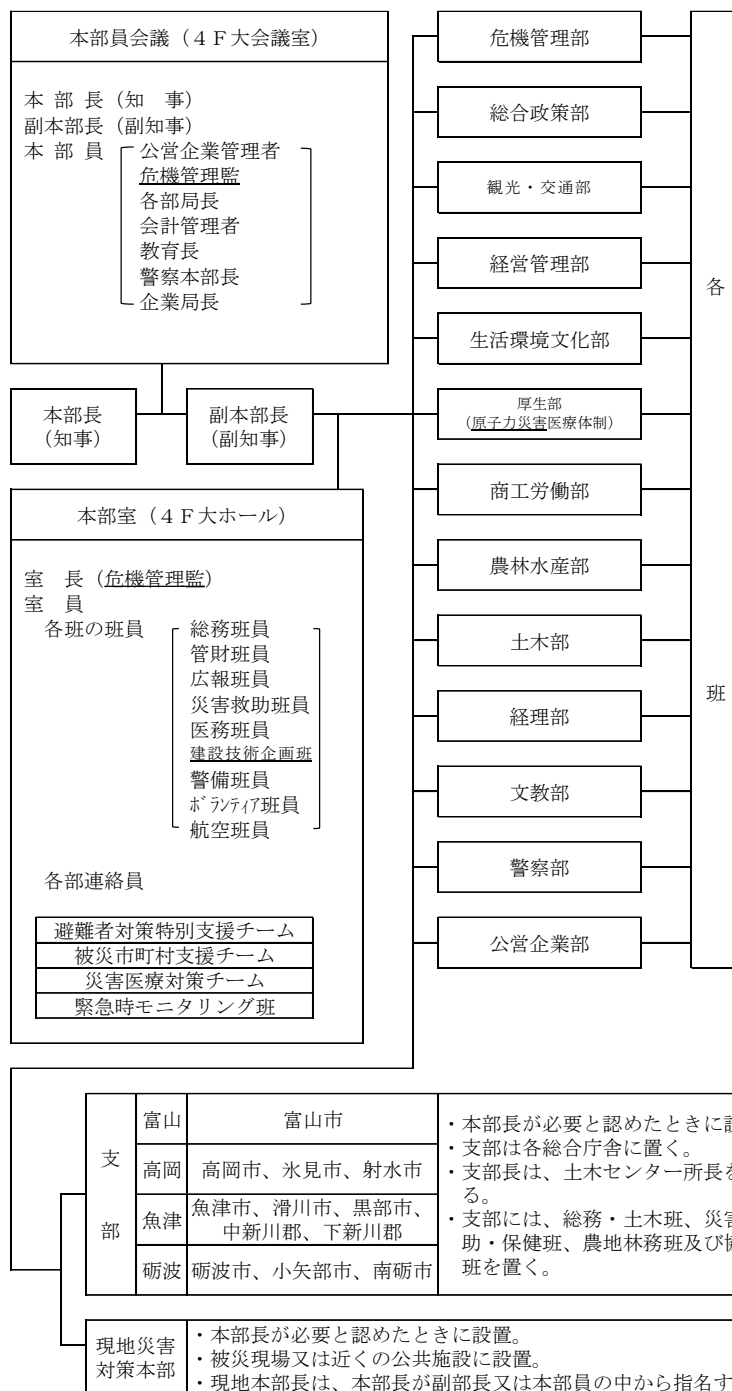 本部員会議（４Ｆ大会議室）
本 部 長（知　事）
副本部長（副知事）
本 部 員
公営企業管理者
危機管理監
各部局長
会計管理者
教育長
警察本部長
企業局長
本部長
（知事）
副本部長
（副知事）
本部室（４Ｆ大ホール）
室　長（危機管理監）
室　員
各班の班員
総務班員
管財班員
広報班員
災害救助班員
医務班員
建設技術企画班
警備班員
ﾎﾞﾗﾝﾃｨｱ班員
航空班員
各部連絡員
避難者対策特別支援チーム
被災市町村支援チーム
災害医療対策チーム
緊急時モニタリング班
危機管理部
総合政策部
観光・交通部
経営管理部
生活環境文化部
厚生部
（原子力災害医療体制）
商工労働部
農林水産部
土木部
経理部
文教部
警察部
公営企業部
各
班
支
部
富山
富山市
高岡
高岡市、氷見市、射水市
魚津
魚津市、滑川市、黒部市、
中新川郡、下新川郡
砺波
砺波市、小矢部市、南砺市
・本部長が必要と認めたときに
・支部は各総合庁舎に置く。
・支部長は、土木センター所長を
る。
・支部には、総務・土木班、災
助・保健班、農地林務班及び
班を置く。
現地災害
対策本部
・本部長が必要と認めたときに設置。
・被災現場又は近くの公共施設に設置。
・現地本部長は、本部長が副部長又は本部員の中から指名す